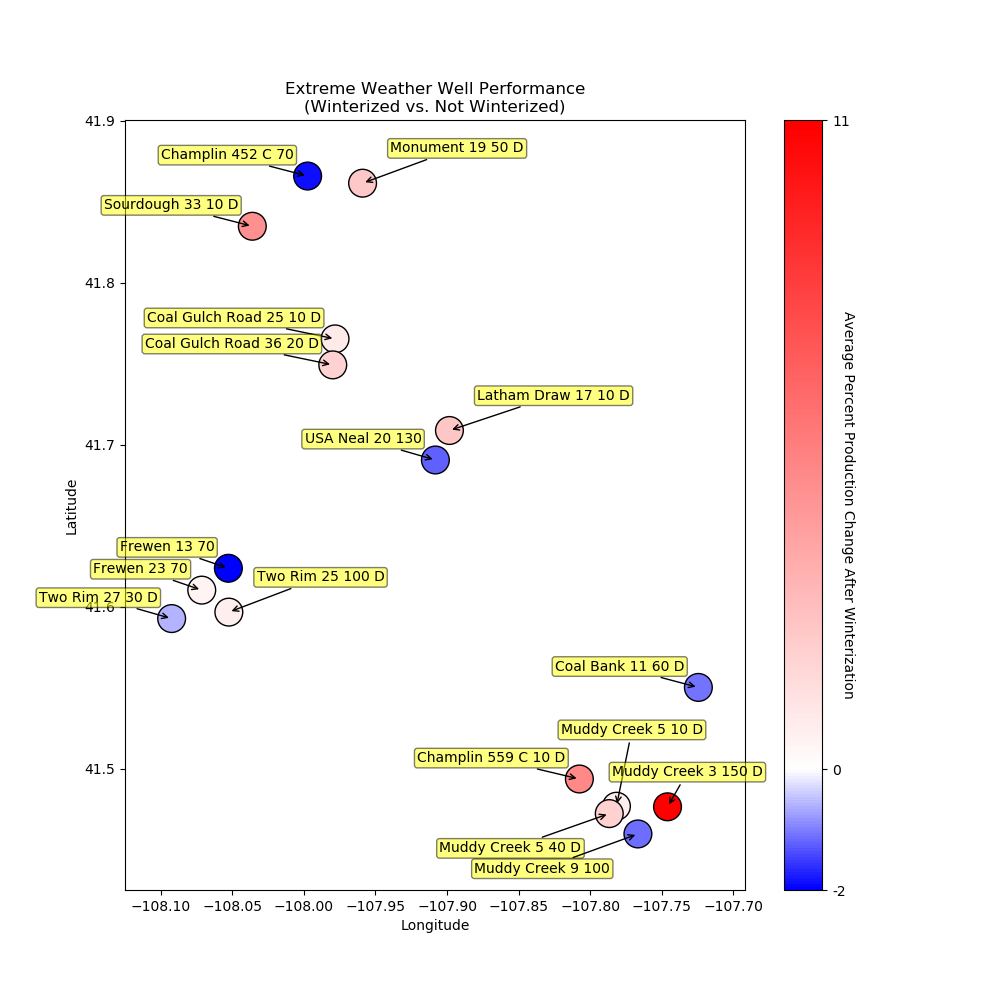 Extreme Weather Well Performance
(Winterized vs. Not Winterized)
41.9
11
Monument 19 50 D
Champlin 452 C 70
Sourdough 33 10 D
41.8
Coal Gulch Road 25 10 D
Coal Gulch Road 36 20 D
Latham Draw 17 10 D
USA Neal 20 130
41.7
Latitude
Average Percent Production Change After Winterization
Frewen 13 70
Frewen 23 70
Two Rim 25 100 D
Two Rim 27 30 D
41.6
Coal Bank 11 60 D
Muddy Creek 5 10 D
Champlin 559 C 10 D
Muddy Creek 3 150 D
41.5
0
Muddy Creek 5 40 D
Muddy Creek 9 100
-2
−108.10 −108.05 −108.00 −107.95 −107.90 −107.85 −107.80 −107.75 −107.70
Longitude